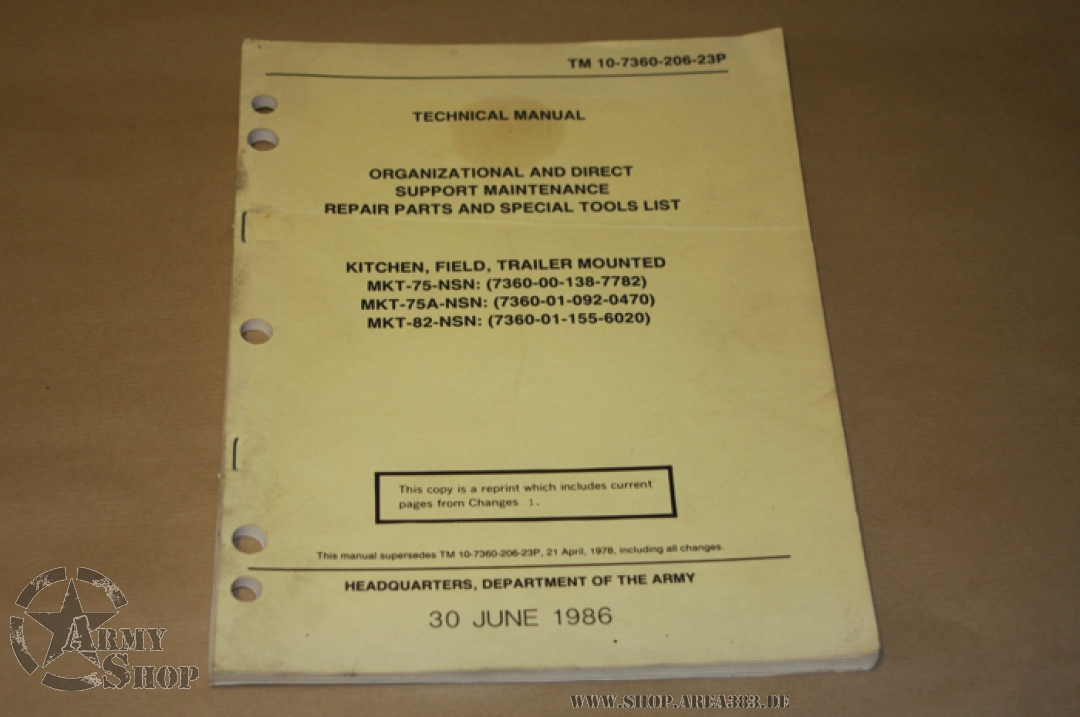 TM 10-7360-206-23P
TECHNICAL MANUAL
ORGANIZATIONAL AND DIRECT
SUPPORT MAINTENANCE
REPAIR PARTS AND SPECIAL TOOLS LIST
KITCHEN, FIELD, TRAILER MOUNTED
MKT-75-NSN: (7360-00-138-7782)
MKT-75A-NSN: (7360-01-092-0470)
MKT-82-NSN: (7360-01-155-6020)
This copy is a reprint which includes current
pages from Changes 1.
This manual supersedes TM 10-7360-206-23P, 21 April, 1978, including all changes.
HEADQUARTERS, DEPARTMENT OF THE ARMY
30 JUNE 1986
ARMY
SHOP
WWW.SHOP.AREA383.DE